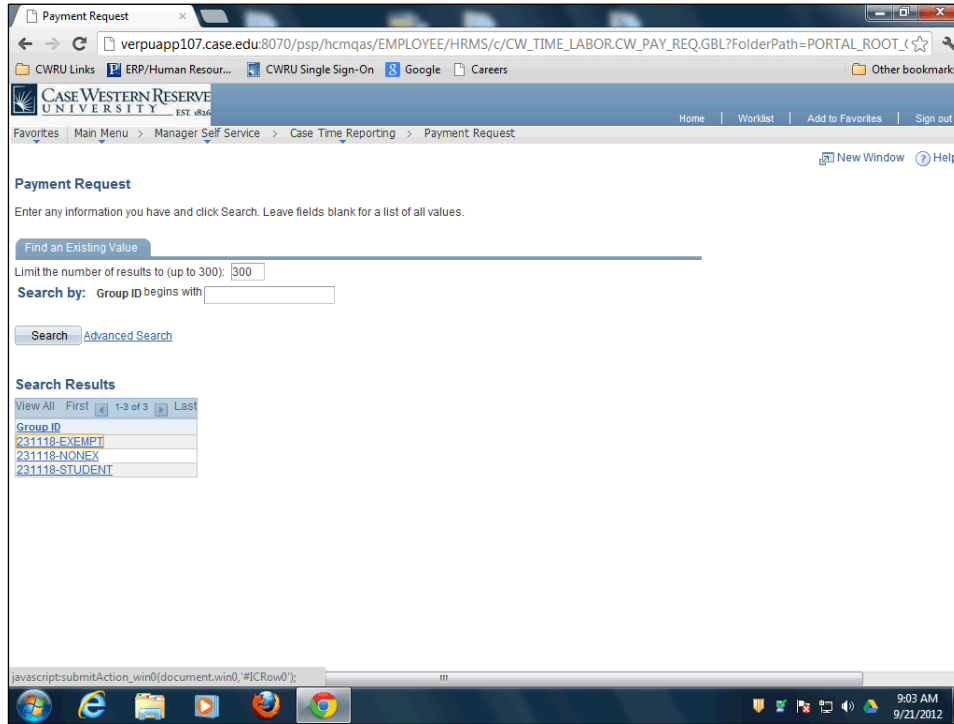 Payment Request
verpuapp107.case.edu:8070/psp/hcmqas/EMPLOYEE/HRMS/c/CW_TIME_LABOR.CW_PAY_REQ.GBL?FolderPath=PORTAL_ROOT_(
CWRU Links ERP/Human Resour... CWRU Single Sign-On Google Careers Other bookmark
CASE WESTERN RESERVE
UNIVERSITY EST. 1826
Home | Worklist | Add to Favorites | Sign out
Favorites | Main Menu > Manager Self Service > Case Time Reporting > Payment Request
New Window ? Help
Payment Request
Enter any information you have and click Search. Leave fields blank for a list of all values.
Find an Existing Value
Limit the number of results to (up to 300): 300
Search by: Group ID begins with
Search Advanced Search
Search Results
View All First 1-3 of 3 Last
Group ID
231118-EXEMPT
231118-NONEX
231118-STUDENT
javascript:submitAction_win0(document.win0,'#ICRow0');
9:03 AM
9/21/2012